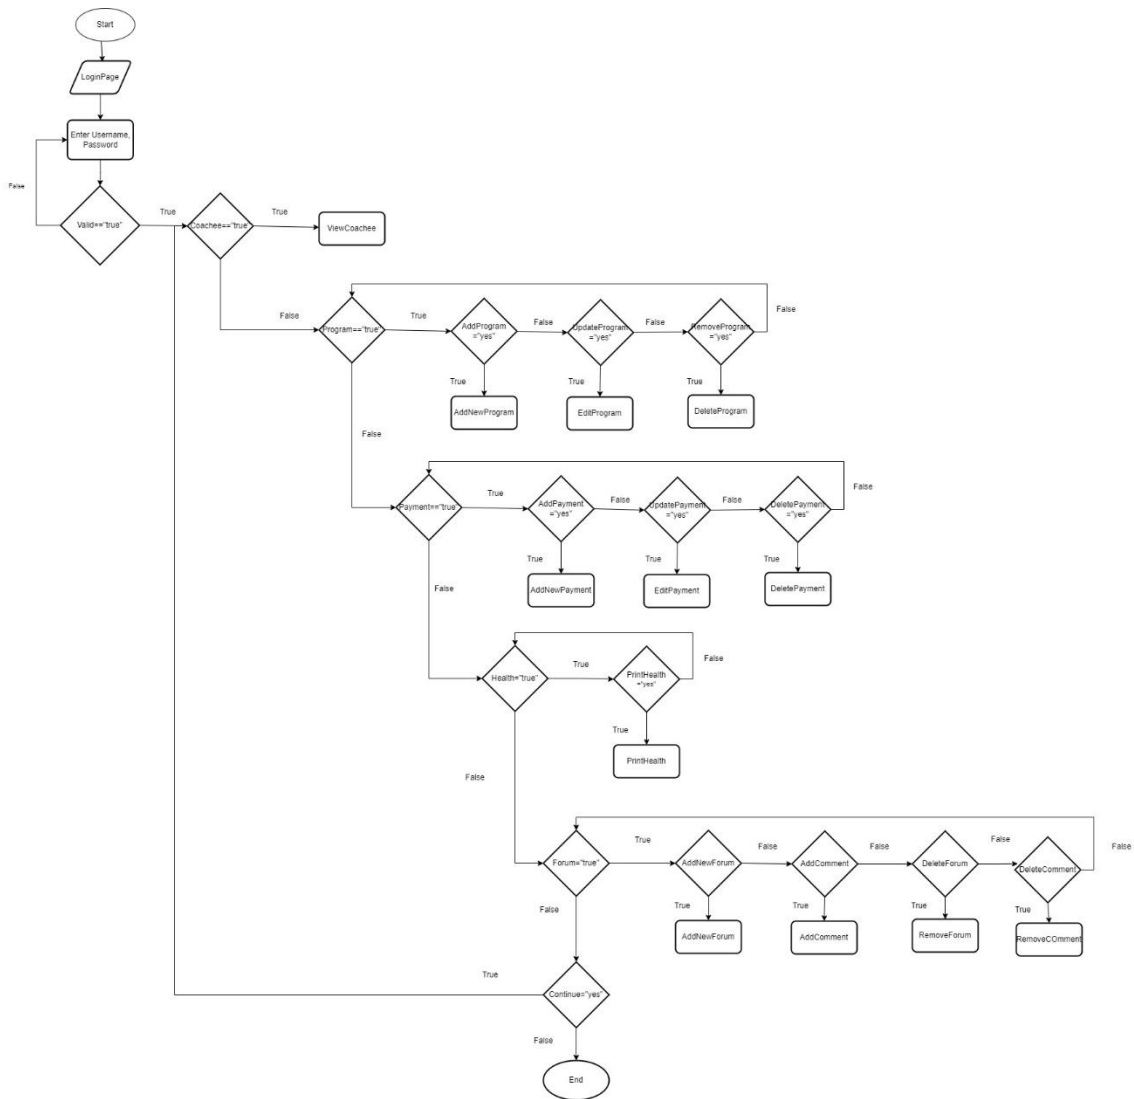 Start
LoginPage
Enter Username,
Password
False
Valid=="true"
True
Coachee=="true"
True
ViewCoachee
False
Program=="true"
True
AddProgram
="yes"
False
UpdateProgram
="yes"
False
RemoveProgram
="yes"
False
True
AddNewProgram
True
EditProgram
True
DeleteProgram
False
Payment=="true"
True
AddPayment
="yes"
False
UpdatePayment
="yes"
False
DeletePayment
="yes"
False
True
AddNewPayment
True
EditPayment
True
DeletePayment
False
Health="true"
True
PrintHealth
="yes"
False
True
PrintHealth
False
Forum="true"
True
AddNewForum
False
AddComment
False
DeleteForum
False
DeleteComment
False
True
AddNewForum
True
AddComment
True
RemoveForum
True
RemoveCOmment
False
Continue="yes"
True
False
End